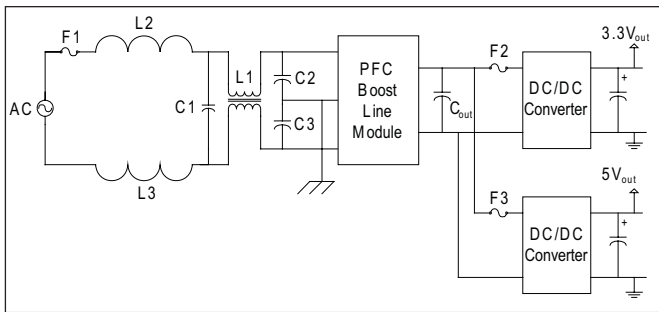 F1
L2
AC
C1
L1
C2
C3
L3
PFC
Boost
Line
Module
Cout
F2
DC/DC
Converter
3.3Vout
+
F3
DC/DC
Converter
5Vout
+